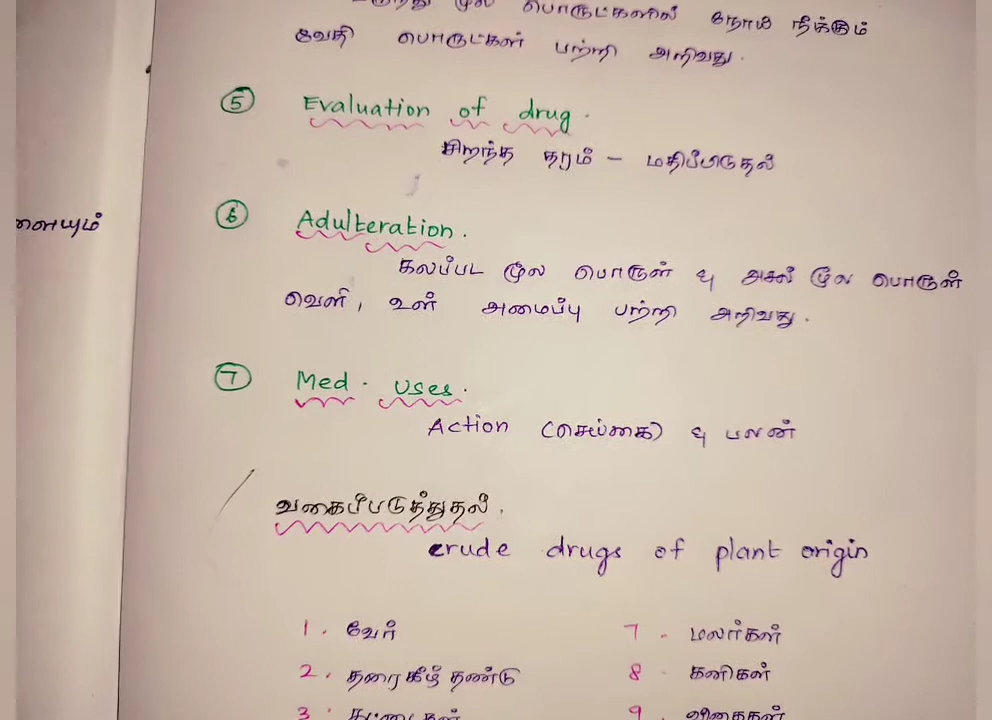 மூல பொருட்களில் நோய் நீக்கும்
வேதி பொருட்கள் பற்றி அறிவது.
5 Evaluation of drug.
சிறந்த தரம் - மதிப்பிடுதல்
ளையும்
6 Adulteration.
கலப்பட மூல பொருள் & அசல் மூல பொருள்
வெளி, உள் அமைப்பு பற்றி அறிவது.
7 Med. Uses.
Action (செய்கை) & பலன்
வகைப்படுத்துதல்.
crude drugs of plant origin
1. வேர்
7. மலர்கள்
2. தரைகீழ் தண்டு
8. கனிகள்
3.
9